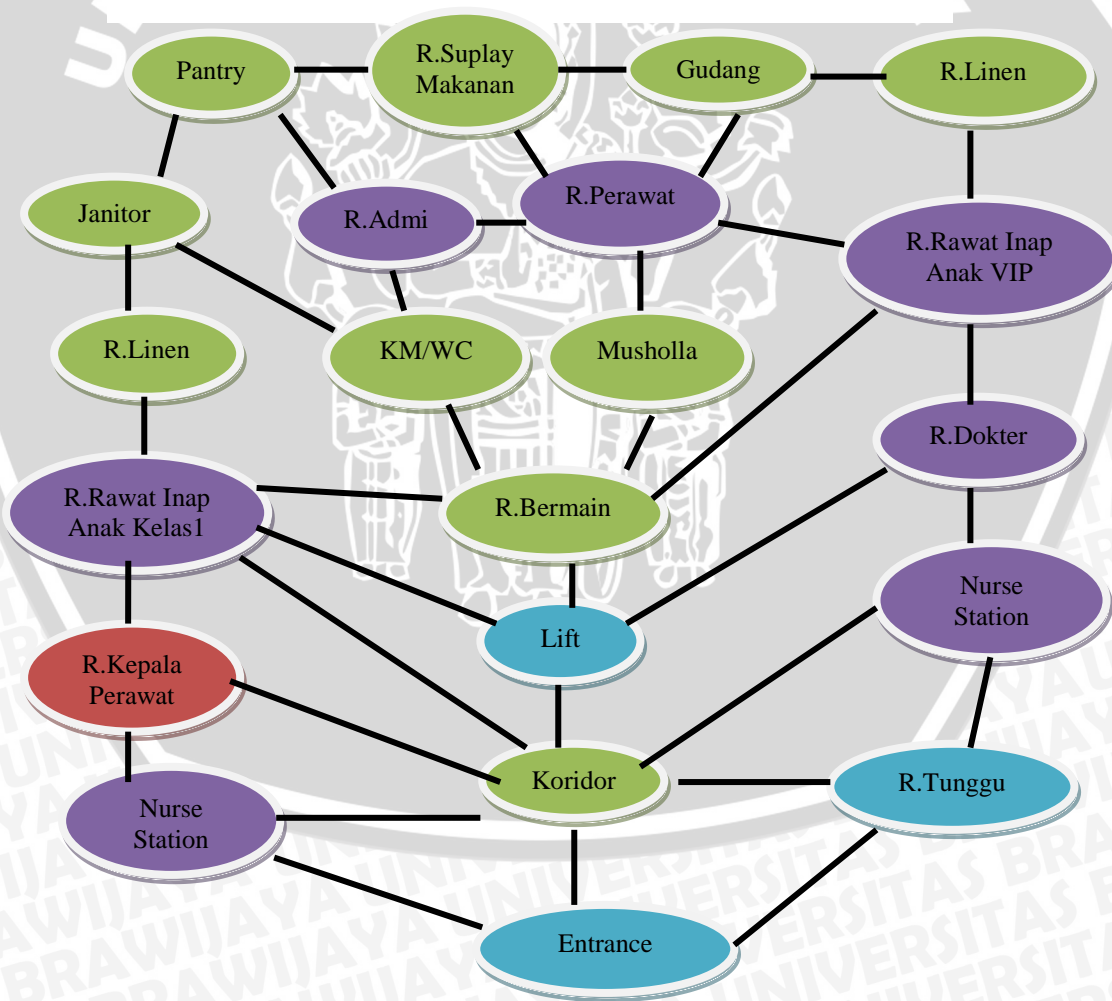 Pantry
R.Suplay
Makanan
Gudang
R.Linen
Janitor
R.Admi
R.Perawat
R.Rawat Inap
Anak VIP
R.Linen
KM/WC
Musholla
R.Dokter
R.Rawat Inap
Anak Kelas1
R.Bermain
Nurse
Station
Lift
R.Kepala
Perawat
Koridor
R.Tunggu
Nurse
Station
Entrance